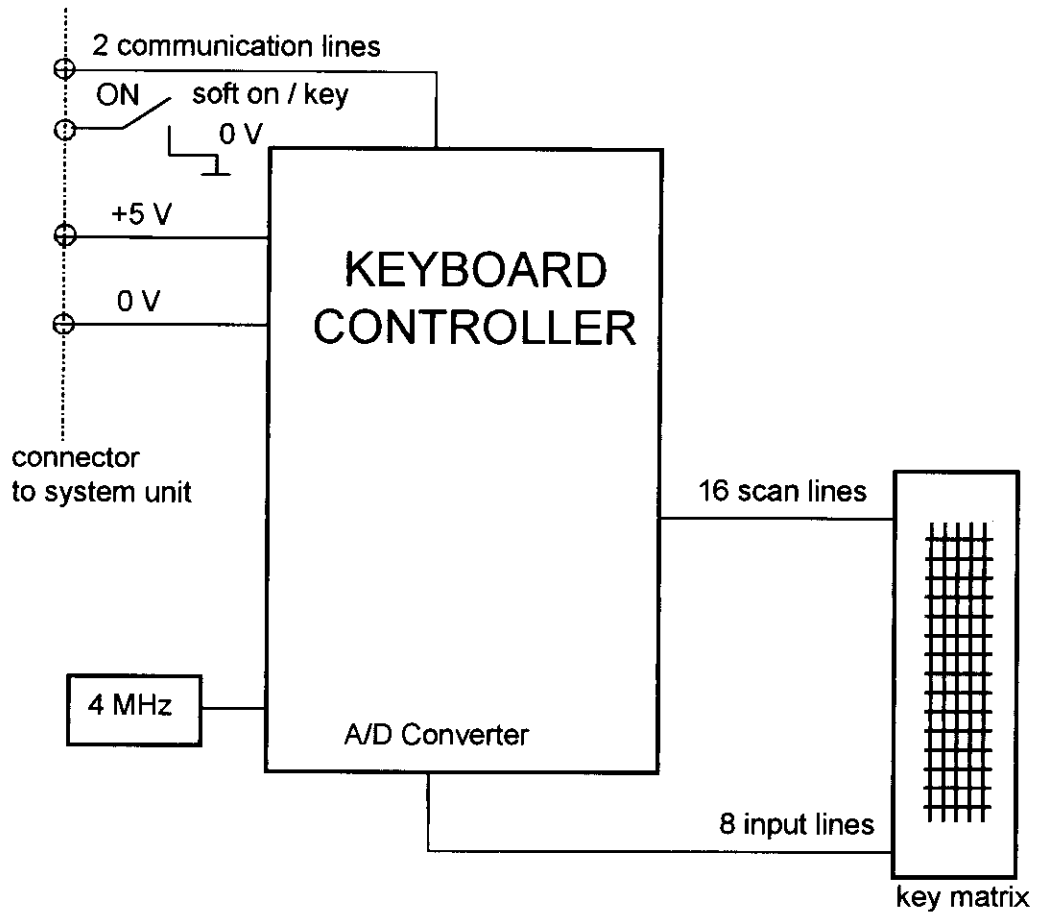 2 communication lines
ON
soft on / key
0 V
+5 V
0 V
KEYBOARD
CONTROLLER
connector
to system unit
16 scan lines
4 MHz
A/D Converter
8 input lines
key matrix